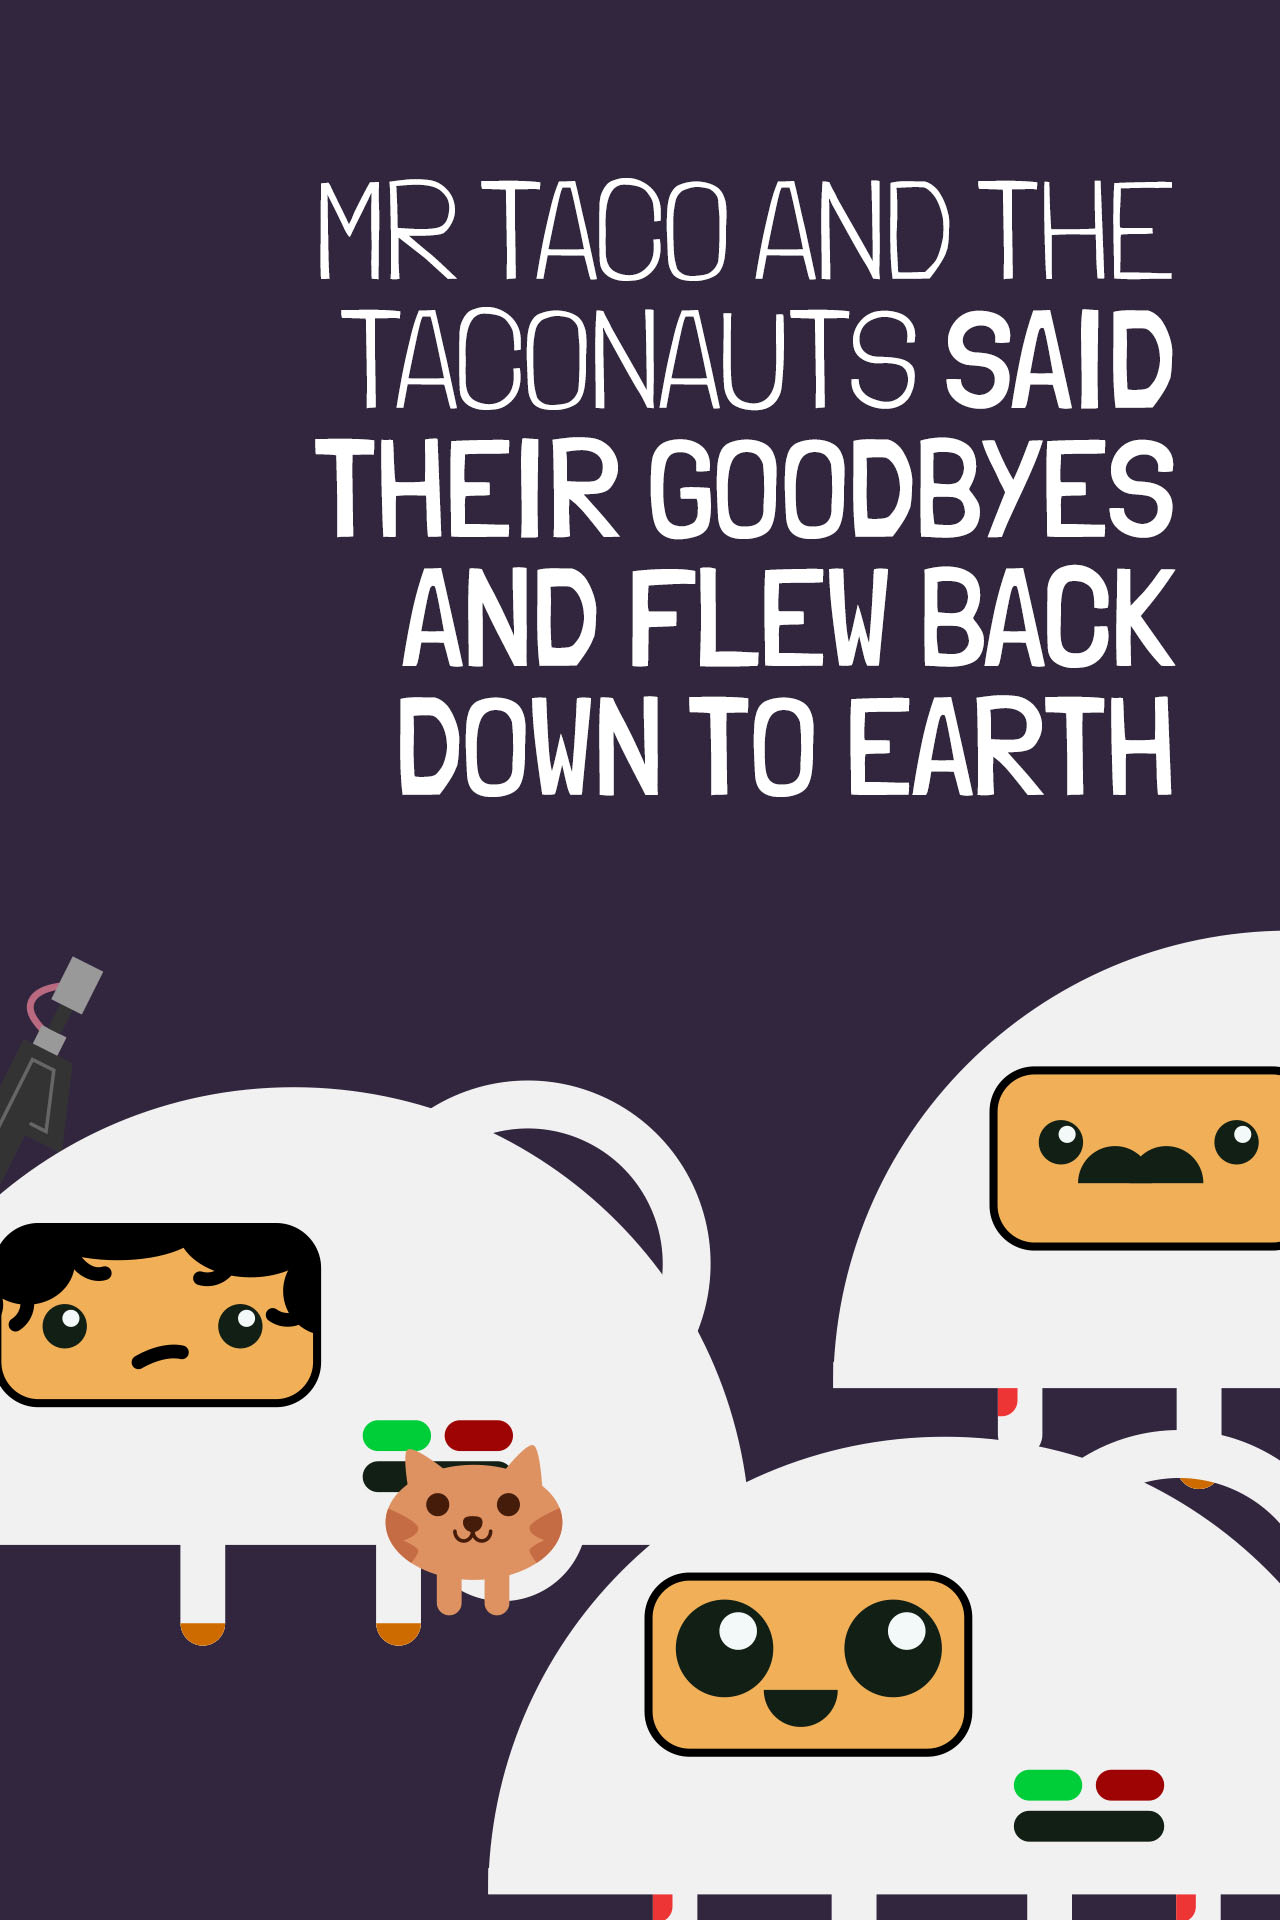 MR TACO AND THE
TACONAUTS SAID
THEIR GOODBYES
AND FLEW BACK
DOWN TO EARTH